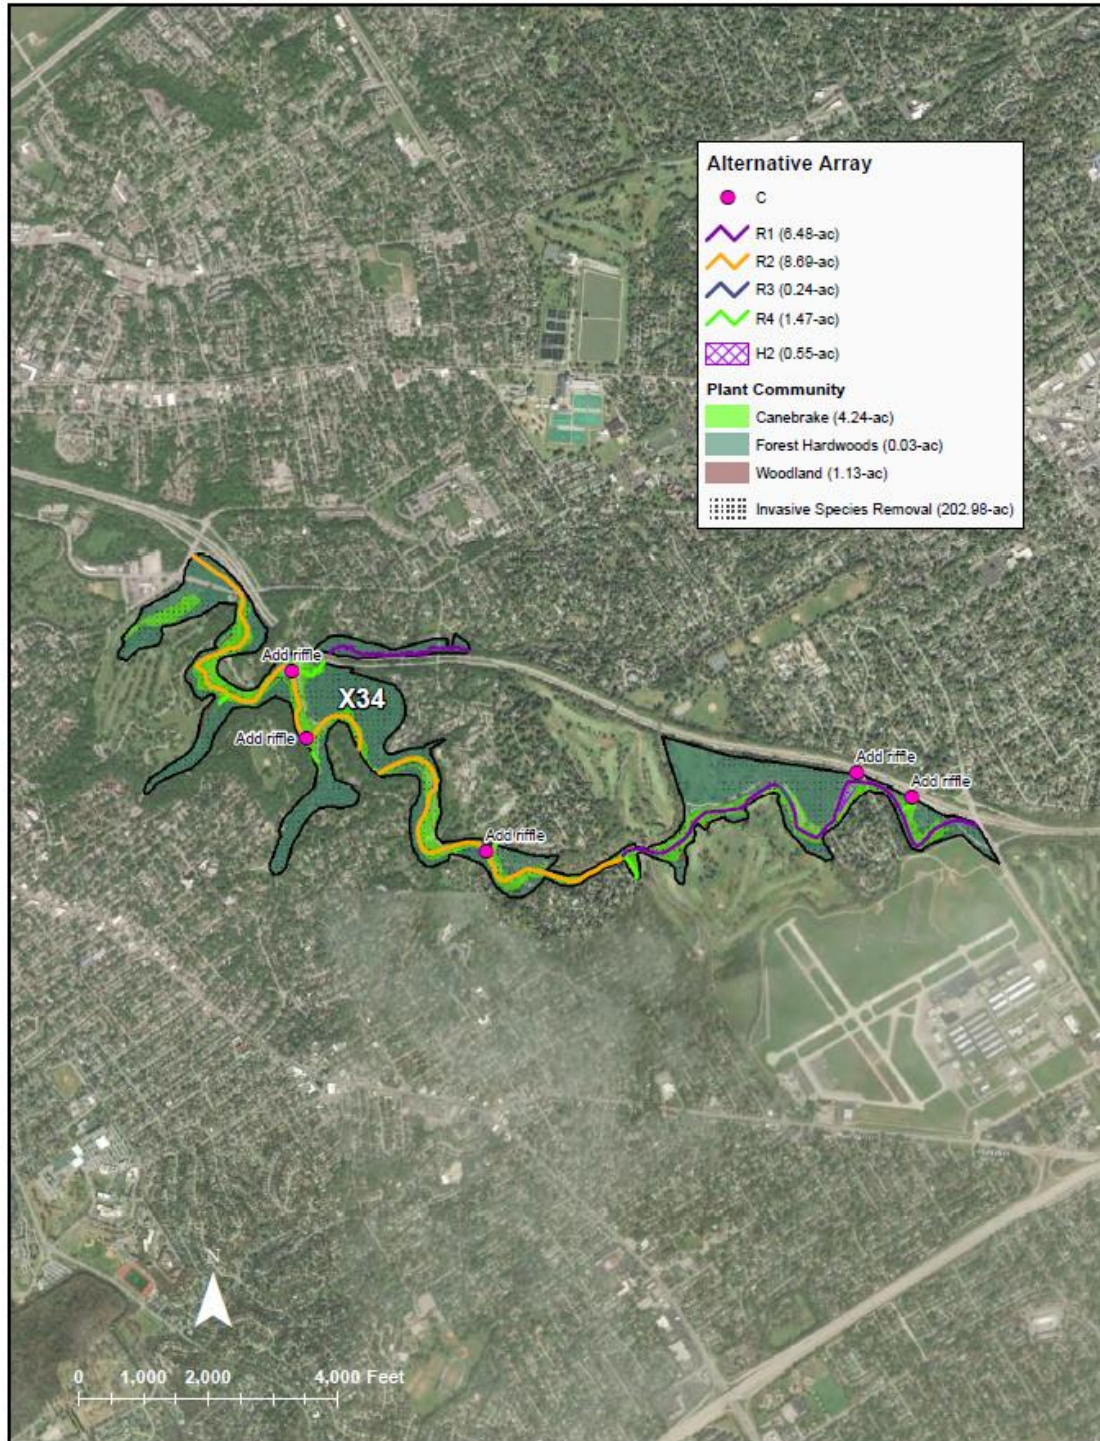 Alternative Array
C
R1 (6.48-ac)
R2 (8.69-ac)
R3 (0.24-ac)
R4 (1.47-ac)
H2 (0.55-ac)
Plant Community
Canebrake (4.24-ac)
Forest Hardwoods (0.03-ac)
Woodland (1.13-ac)
Invasive Species Removal (202.98-ac)
Add riffle
X34
Add riffle
Add riffle
Add riffle
Add riffle
N
0 1,000 2,000 4,000 Feet